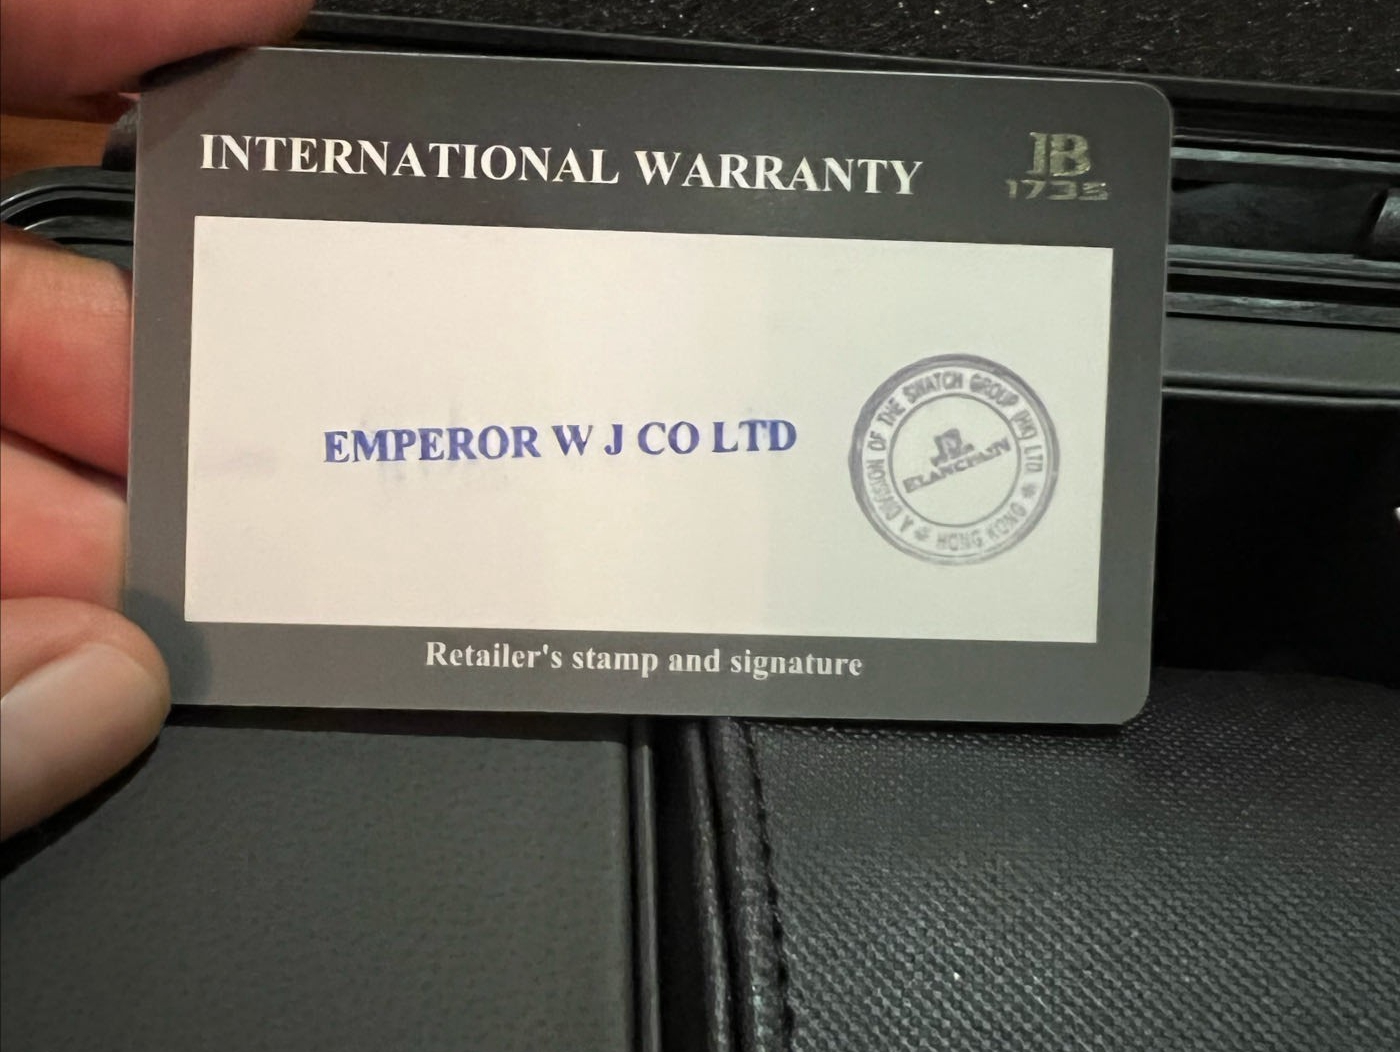 INTERNATIONAL WARRANTY
JB
1735
EMPEROR W J CO LTD
A DIVISION OF THE SWATCH GROUP (HK) LTD.
* HONG KONG *
JB
BLANCPAIN
Retailer's stamp and signature